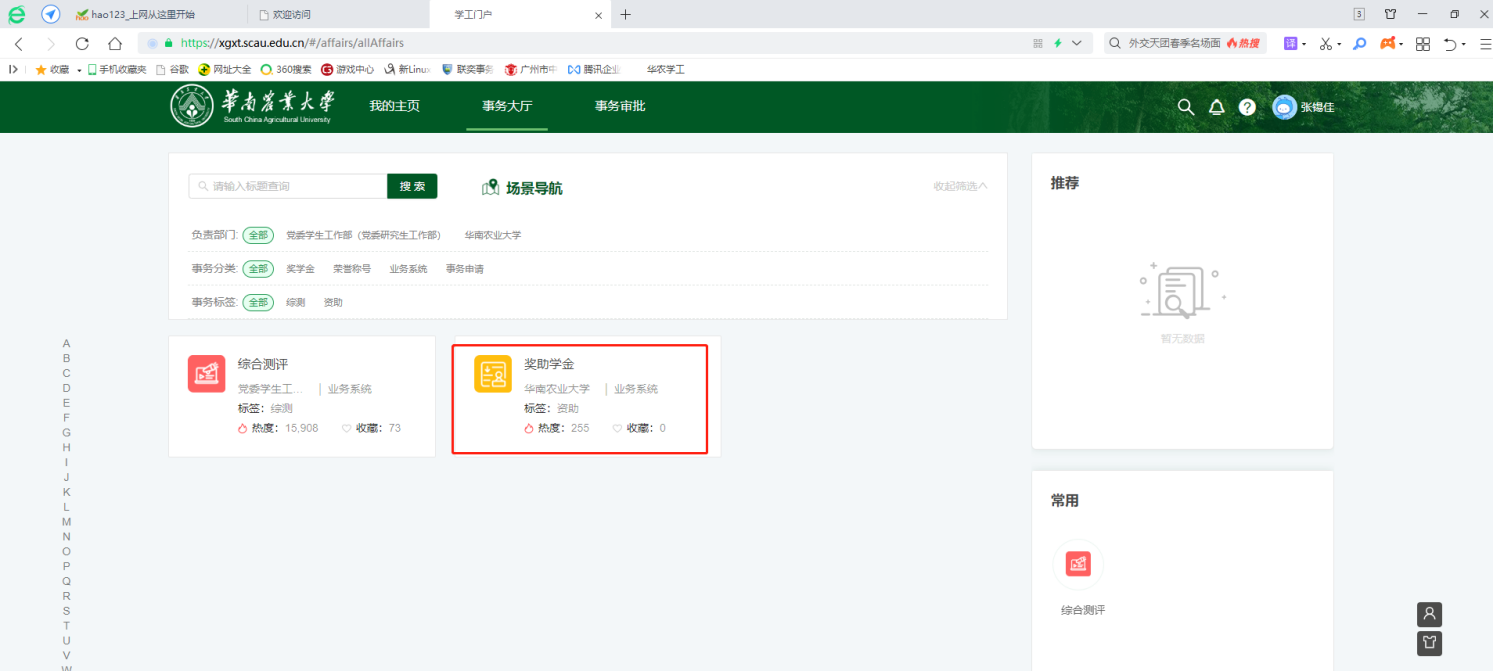 hao123_上网从这里开始
欢迎访问
学工门户
3
https://xgxt.scau.edu.cn/#/affairs/allAffairs
外交天团春季名场面
热搜
译
收藏
手机收藏夹
谷歌
网址大全
360搜索
游戏中心
新Linu
联奖事务
广州市中
腾讯企业
华农学工
华南农业大学
South China Agricultural University
我的主页
事务大厅
事务审批
请输入标题查询
搜 索
场景导航
收起筛选
负责部门: 全部 党委学生工作部（党委研究生工作部） 华南农业大学
事务分类: 全部 奖学金 荣誉称号 业务系统 事务申请
事务标签: 全部 综测 资助
A
B
C
D
E
F
G
H
I
J
K
L
M
N
O
P
Q
R
S
T
U
V
W
综合测评
党委学生工... | 业务系统
标签: 综测
热度: 15,908 收藏: 73
奖助学金
华南农业大学 | 业务系统
标签: 资助
热度: 255 收藏: 0
推荐
暂无数据
常用
综合测评